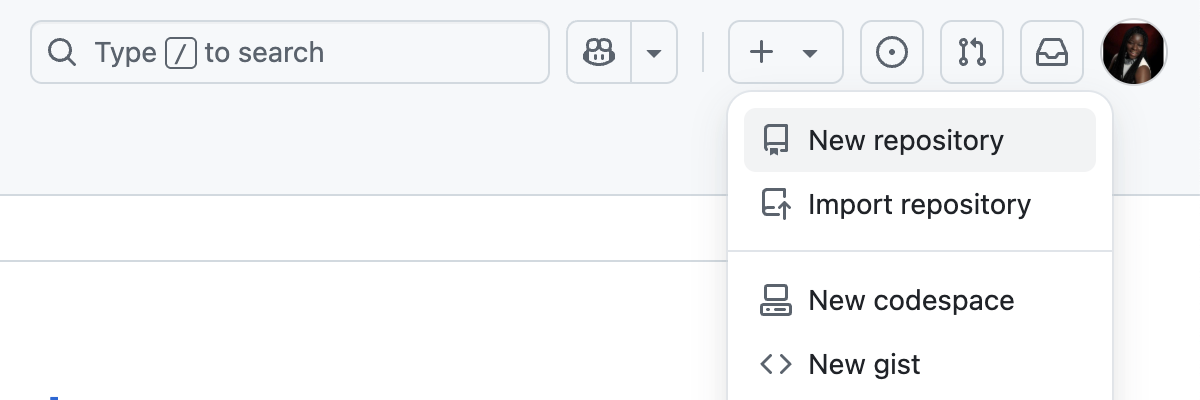 Type / to search
New repository
Import repository
New codespace
New gist